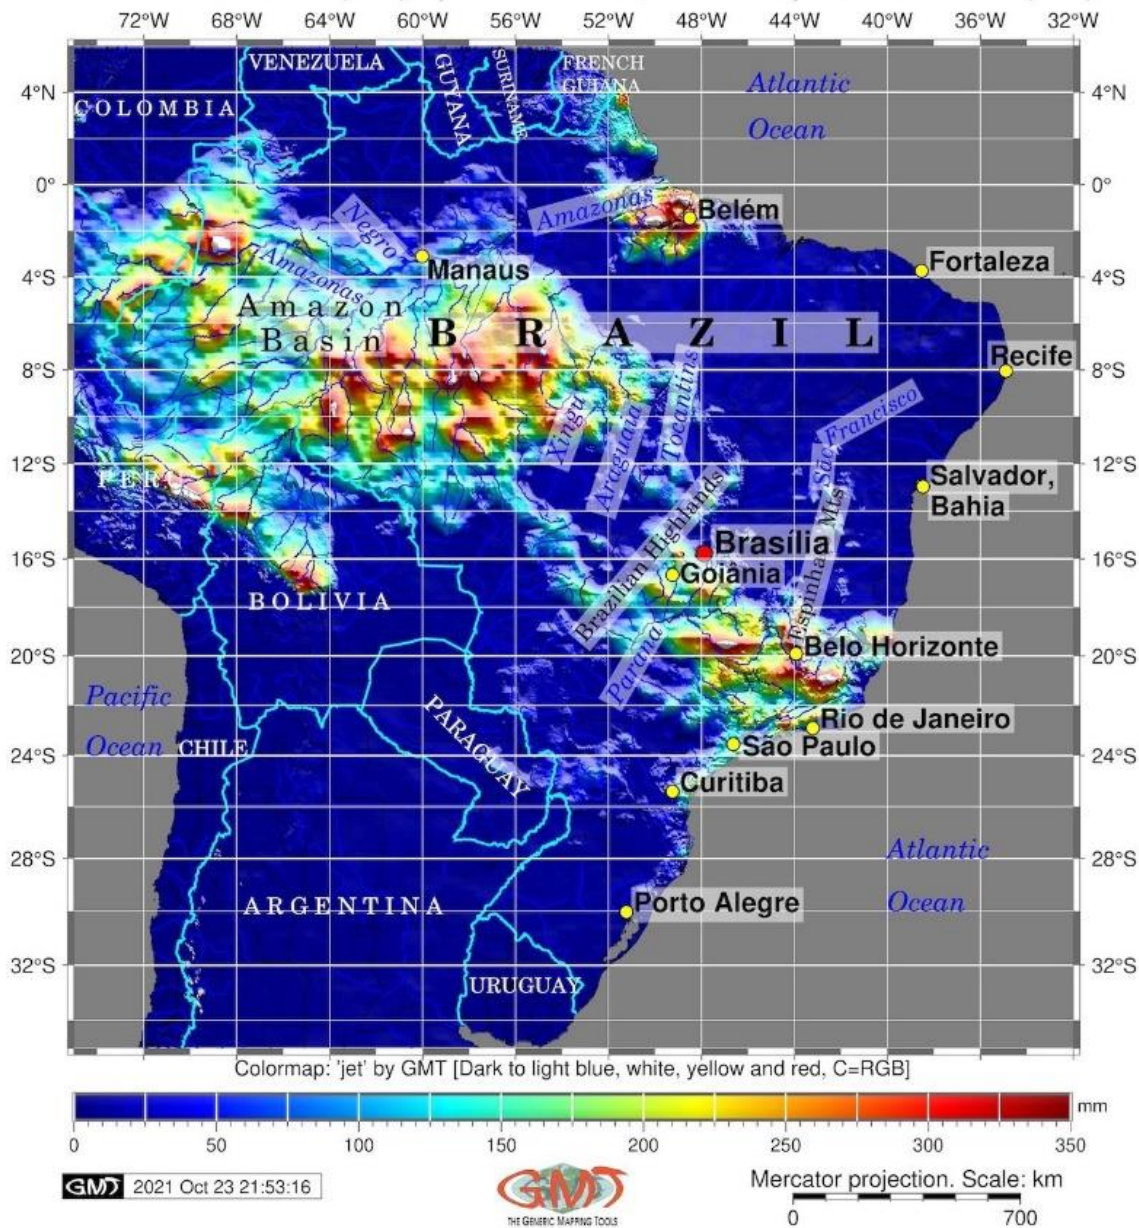 72°W 68°W 64°W 60°W 56°W 52°W 48°W 44°W 40°W 36°W 32°W
VENEZUELA
GUYANA
SURINAME
FRENCH
GUIANA
Atlantic
Ocean
4°N 4°N
COLOMBIA
0° 0°
Negro
Amazonas
Belém
Manaus
Fortaleza
4°S 4°S
Amazonas
Amazon
Basin
BRAZIL
Recife
8°S 8°S
Xingu
Araguaia
Tocantins
São Francisco
12°S 12°S
PERU
Salvador,
Bahia
Brazilian Highlands
Espinhaço Mts
Brasília
16°S 16°S
Goiânia
BOLIVIA
Paraná
Belo Horizonte
20°S 20°S
Pacific
Ocean
PARAGUAY
Rio de Janeiro
CHILE
São Paulo
24°S 24°S
Curitiba
Atlantic
Ocean
28°S 28°S
ARGENTINA
Porto Alegre
32°S 32°S
URUGUAY
Colormap: 'jet' by GMT [Dark to light blue, white, yellow and red, C=RGB]
mm
0 50 100 150 200 250 300 350
GMT 2021 Oct 23 21:53:16
GMT
THE GENERIC MAPPING TOOLS
Mercator projection. Scale: km
0 700